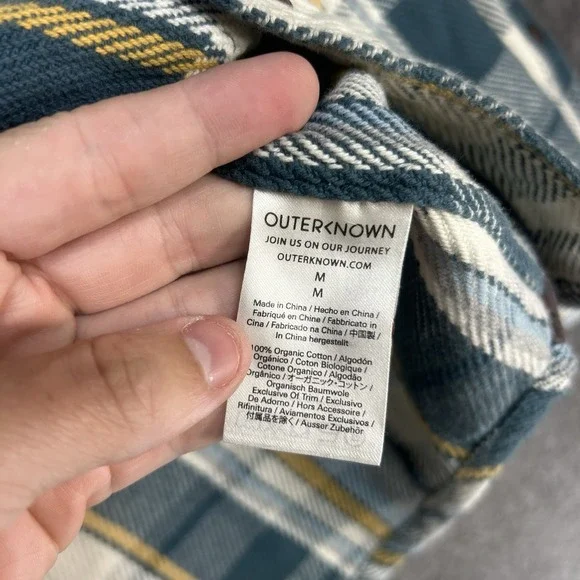 OUTERKNOWN
JOIN US ON OUR JOURNEY
OUTERKNOWN.COM
M
M
Made in China / Hecho en China /
Fabriqué en Chine / Fabbricato in
Cina / Fabricado na China / 中国製 /
In China hergestellt
100% Organic Cotton / Algodón
Orgánico / Coton Biologique /
Cotone Organico / Algodão
Orgânico / オーガニック・コットン /
Organisch Baumwolle
Exclusive Of Trim / Exclusivo
De Adorno / Hors Accessoire /
Rifinitura / Aviamentos Exclusivos /
付属品を除く / Ausser Zubehör